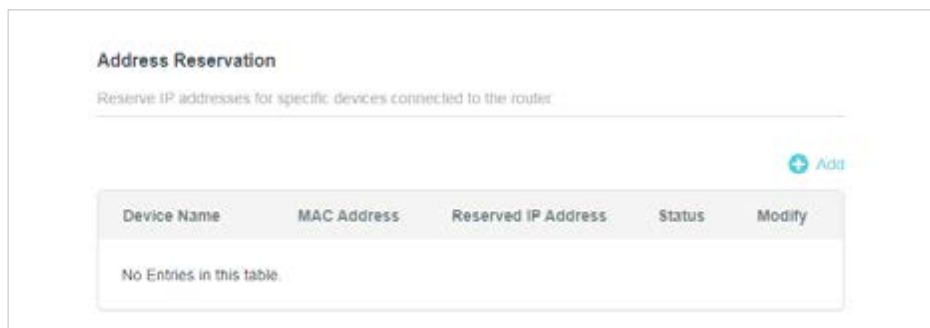 Address Reservation
Reserve IP addresses for specific devices connected to the router
Add
Device Name MAC Address Reserved IP Address Status Modify
No Entries in this table.